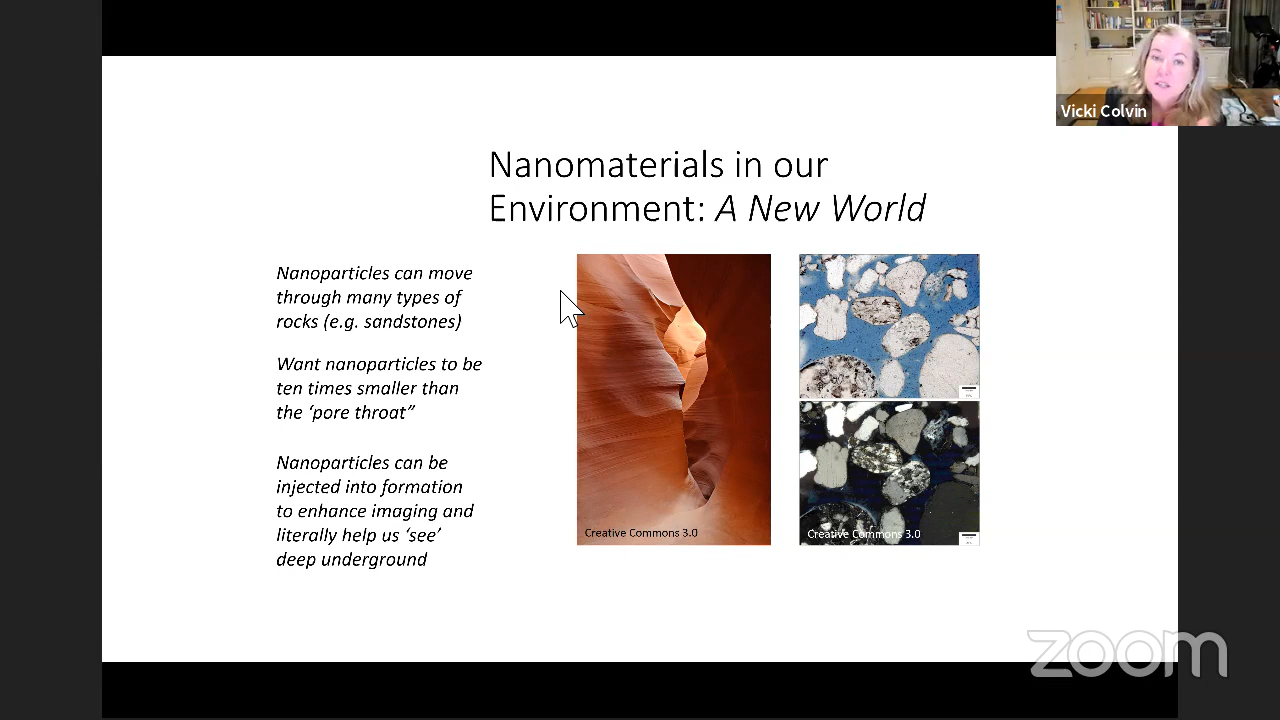 Vicki Colvin
Nanomaterials in our
Environment: A New World
Nanoparticles can move
through many types of
rocks (e.g. sandstones)
Want nanoparticles to be
ten times smaller than
the ‘pore throat”
Nanoparticles can be
injected into formation
to enhance imaging and
literally help us ‘see’
deep underground
Creative Commons 3.0
Creative Commons 3.0
zoom